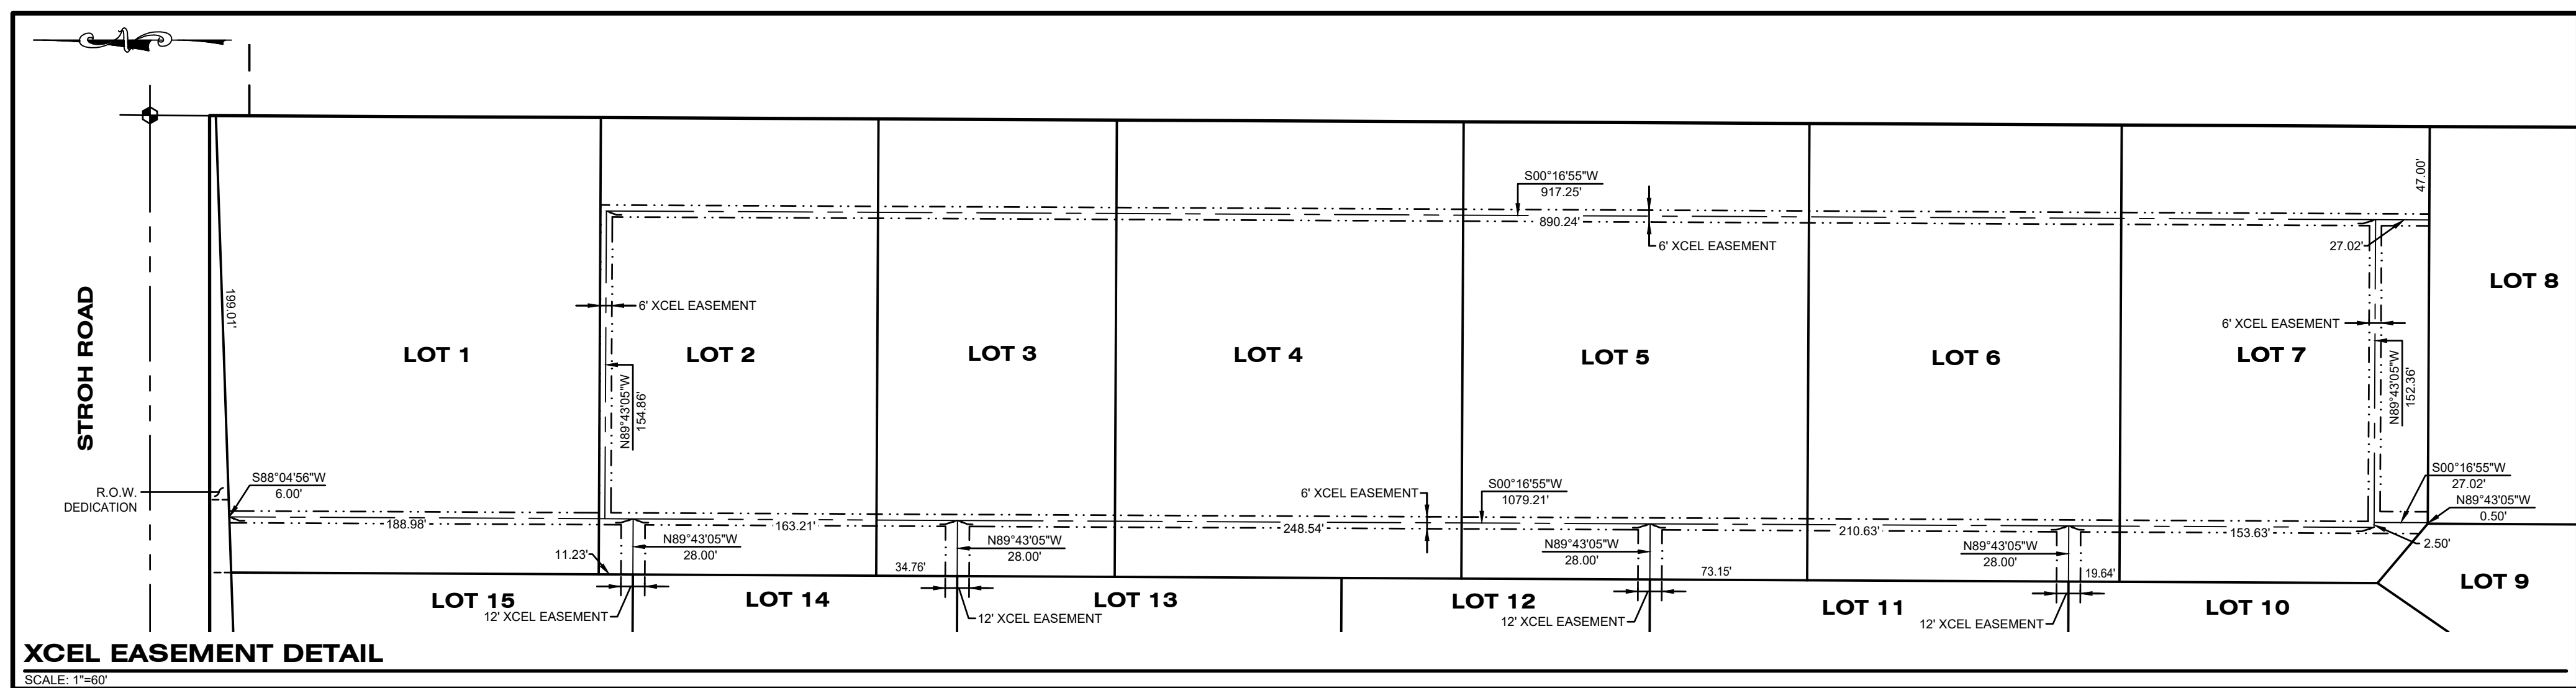 S00°16'55"W
917.25'
890.24'
6' XCEL EASEMENT
47.00'
27.02'
STROH ROAD
199.01'
6' XCEL EASEMENT
6' XCEL EASEMENT
LOT 1
LOT 2
LOT 3
LOT 4
LOT 5
LOT 6
LOT 7
LOT 8
N89°43'05"W
154.86'
N89°43'05"W
152.36'
R.O.W.
DEDICATION
S88°04'56"W
6.00'
188.98'
163.21'
6' XCEL EASEMENT
248.54'
S00°16'55"W
1079.21'
210.63'
153.63'
S00°16'55"W
27.02'
N89°43'05"W
0.50'
2.50'
11.23'
N89°43'05"W
28.00'
34.76'
N89°43'05"W
28.00'
N89°43'05"W
28.00'
73.15'
N89°43'05"W
28.00'
19.64'
LOT 15
LOT 14
LOT 13
LOT 12
LOT 11
LOT 10
LOT 9
12' XCEL EASEMENT
12' XCEL EASEMENT
12' XCEL EASEMENT
12' XCEL EASEMENT
XCEL EASEMENT DETAIL
SCALE: 1"=60'